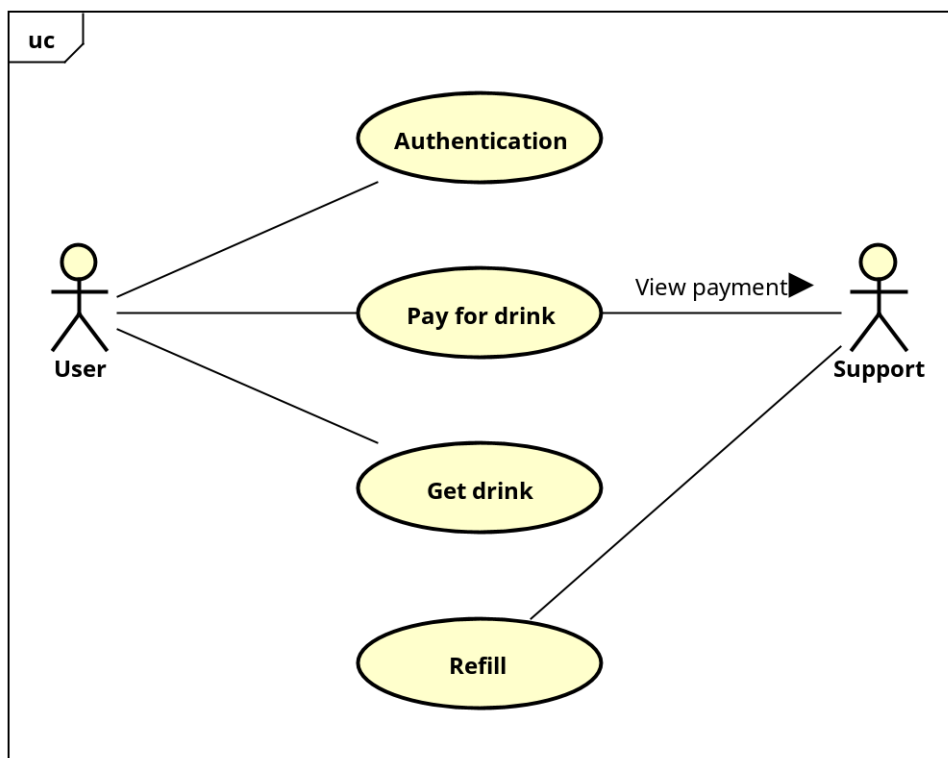 uc
Authentication
Pay for drink
View payment
User
Support
Get drink
Refill